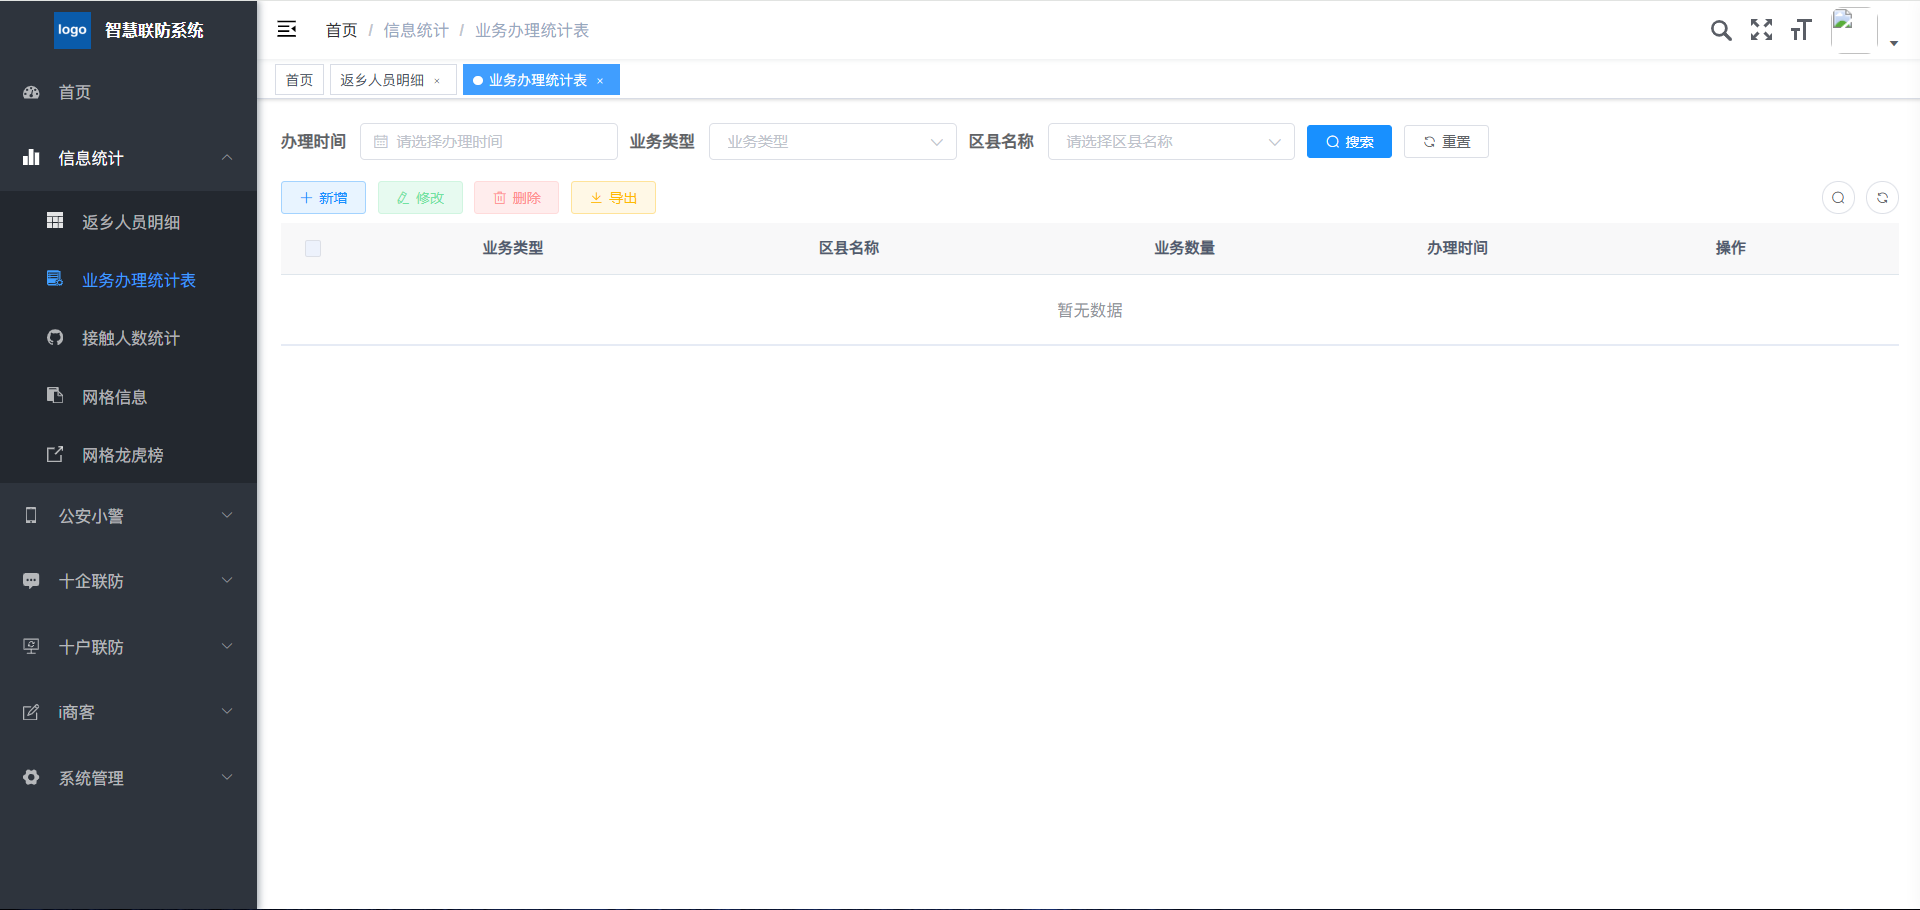 logo 智慧联防系统
首页
信息统计
返乡人员明细
业务办理统计表
接触人数统计
网格信息
网格龙虎榜
公安小警
十企联防
十户联防
i商客
系统管理
首页 / 信息统计 / 业务办理统计表
首页 返乡人员明细 × 业务办理统计表 ×
办理时间 请选择办理时间 业务类型 业务类型 区县名称 请选择区县名称 搜索 重置
新增 修改 删除 导出
业务类型 区县名称 业务数量 办理时间 操作
暂无数据